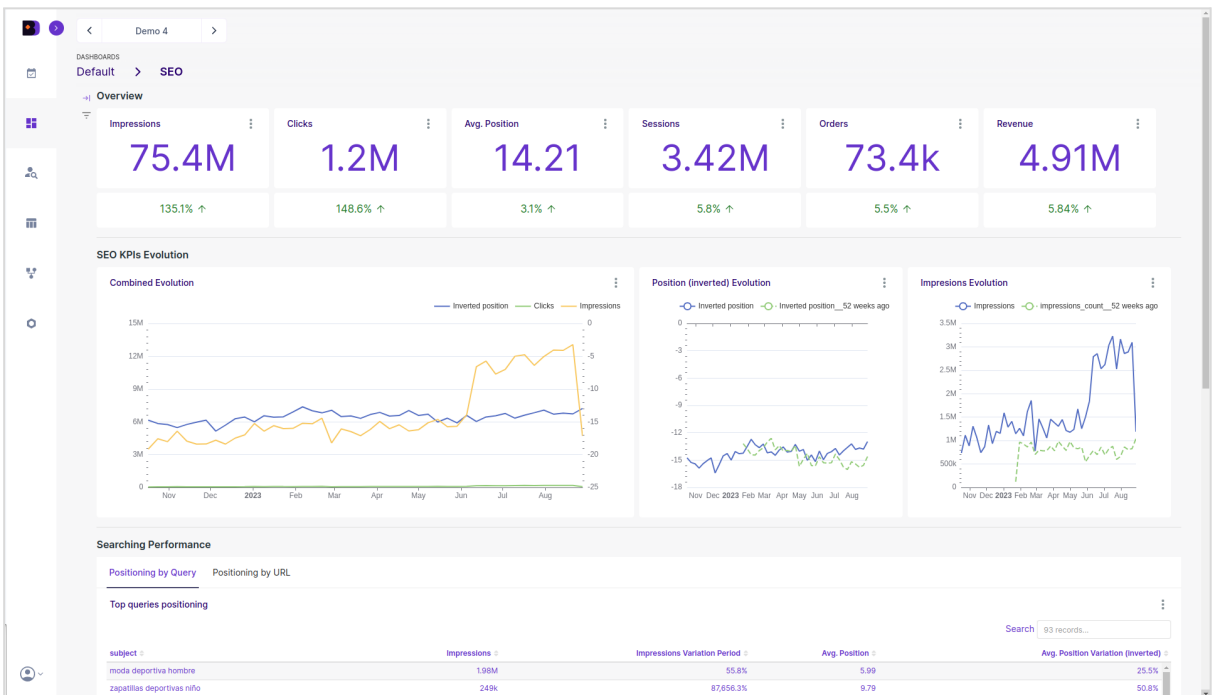 Demo 4
DASHBOARDS
Default > SEO
Overview
Impressions
75.4M
135.1% ↑
Clicks
1.2M
148.6% ↑
Avg. Position
14.21
3.1% ↑
Sessions
3.42M
5.8% ↑
Orders
73.4k
5.5% ↑
Revenue
4.91M
5.84% ↑
SEO KPIs Evolution
Combined Evolution
Inverted position Clicks Impressions
15M 0
12M -5
9M -10
6M -15
3M -20
0 -25
Nov Dec 2023 Feb Mar Apr May Jun Jul Aug
Position (inverted) Evolution
Inverted position Inverted position__52 weeks ago
0
-3
-6
-9
-12
-15
-18
Nov Dec 2023 Feb Mar Apr May Jun Jul Aug
Impresions Evolution
Impressions impressions_count__52 weeks ago
3.5M
3M
2.5M
2M
1.5M
1M
500k
0
Nov Dec 2023 Feb Mar Apr May Jun Jul Aug
Searching Performance
Positioning by Query Positioning by URL
Top queries positioning
Search 93 records...
subject Impressions Impressions Variation Period Avg. Position Avg. Position Variation (inverted)
moda deportiva hombre 1.98M 55.8% 5.99 25.5%
zapatillas deportivas niño 249k 87,656.3% 9.79 50.8%